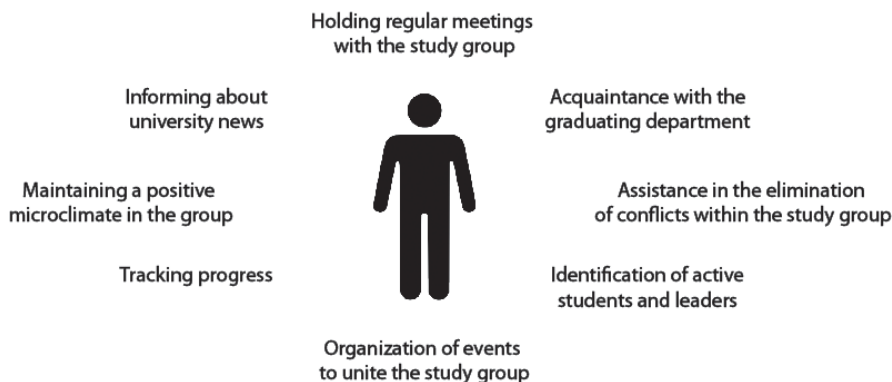 Holding regular meetings
with the study group
Informing about
university news
Acquaintance with the
graduating department
Maintaining a positive
microclimate in the group
Assistance in the elimination
of conflicts within the study group
Tracking progress
Identification of active
students and leaders
Organization of events
to unite the study group